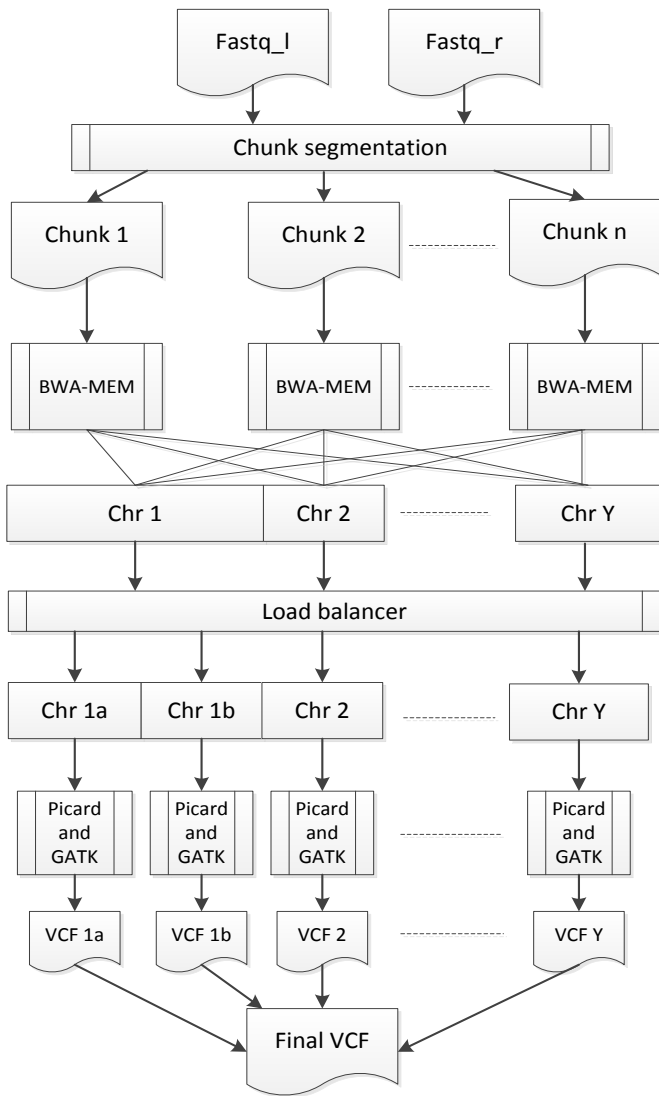 Fastq_l
Fastq_r
Chunk segmentation
Chunk 1
Chunk 2
Chunk n
BWA-MEM
BWA-MEM
BWA-MEM
Chr 1
Chr 2
Chr Y
Load balancer
Chr 1a
Chr 1b
Chr 2
Chr Y
Picard
and
GATK
Picard
and
GATK
Picard
and
GATK
Picard
and
GATK
VCF 1a
VCF 1b
VCF 2
VCF Y
Final VCF